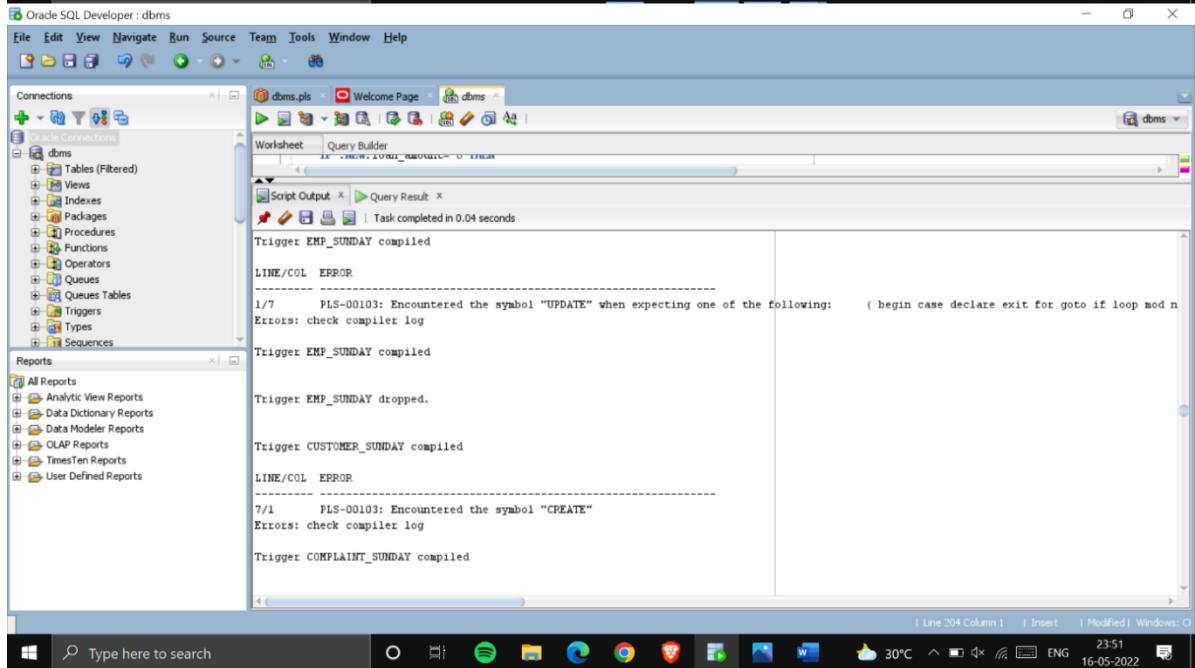 Oracle SQL Developer : dbms
File Edit View Navigate Run Source Team Tools Window Help
Connections
dbms.pls
Welcome Page
dbms
dbms
Worksheet Query Builder
Oracle Connections
dbms
Tables (Filtered)
Views
Indexes
Packages
Procedures
Functions
Operators
Queues
Queues Tables
Triggers
Types
Sequences
Script Output x Query Result x
Task completed in 0.04 seconds
Trigger EMP_SUNDAY compiled
LINE/COL ERROR
--------- -------------------------------------------------------------
1/7 PLS-00103: Encountered the symbol "UPDATE" when expecting one of the following: ( begin case declare exit for goto if loop mod n
Errors: check compiler log
Trigger EMP_SUNDAY compiled
Trigger EMP_SUNDAY dropped.
Trigger CUSTOMER_SUNDAY compiled
LINE/COL ERROR
--------- -------------------------------------------------------------
7/1 PLS-00103: Encountered the symbol "CREATE"
Errors: check compiler log
Trigger COMPLAINT_SUNDAY compiled
Reports
All Reports
Analytic View Reports
Data Dictionary Reports
Data Modeler Reports
OLAP Reports
TimesTen Reports
User Defined Reports
Line 204 Column 1 | Insert | Modified | Windows: Cl
Type here to search
30°C
ENG
23:51
16-05-2022